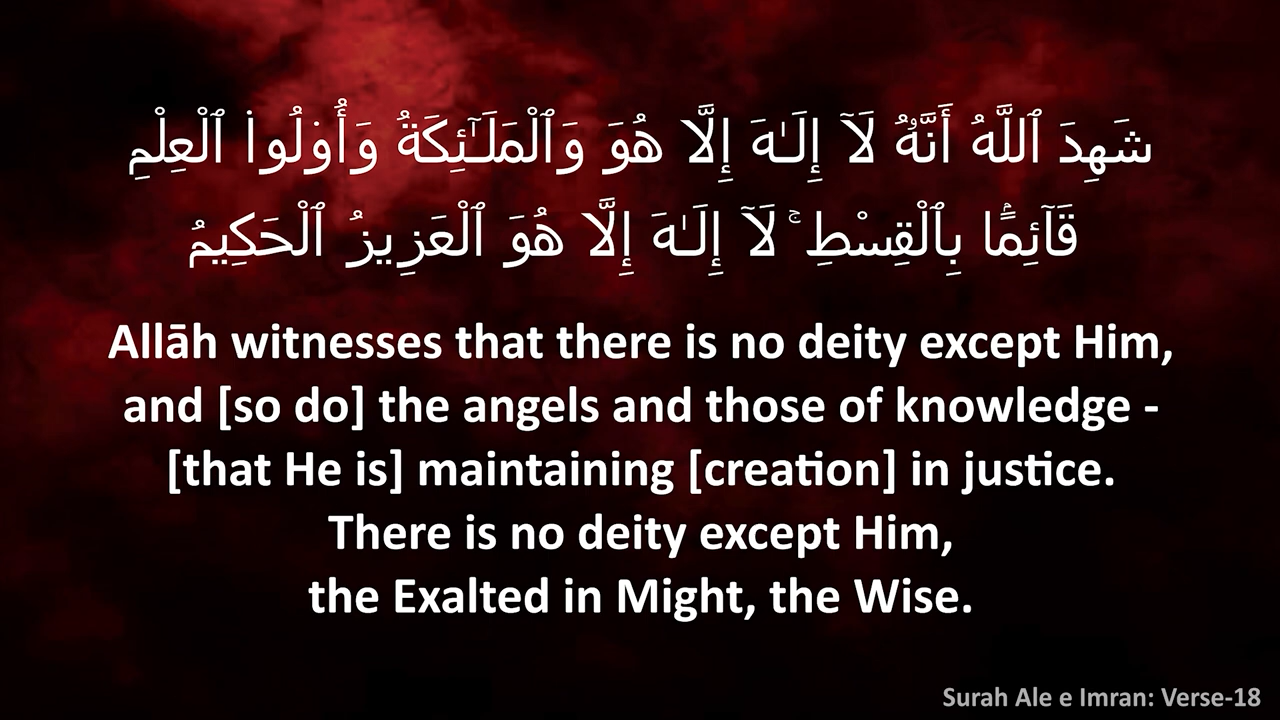 شَهِدَ ٱللَّهُ أَنَّهُۥ لَآ إِلَـٰهَ إِلَّا هُوَ وَٱلْمَلَـٰٓئِكَةُ وَأُو۟لُوا۟ ٱلْعِلْمِ
قَآئِمًۢا بِٱلْقِسْطِ ۚ لَآ إِلَـٰهَ إِلَّا هُوَ ٱلْعَزِيزُ ٱلْحَكِيمُ
Allāh witnesses that there is no deity except Him,
and [so do] the angels and those of knowledge -
[that He is] maintaining [creation] in justice.
There is no deity except Him,
the Exalted in Might, the Wise.
Surah Ale e Imran: Verse-18